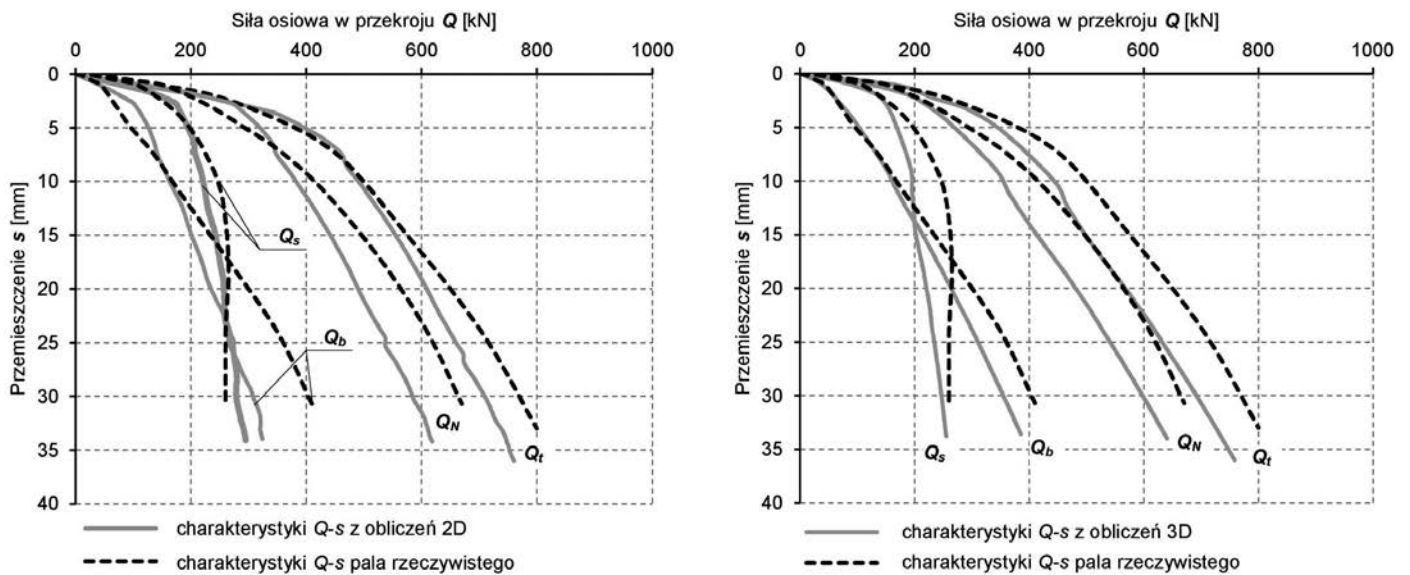 Siła osiowa w przekroju Q [kN]
0 200 400 600 800 1000
Przemieszczenie s [mm]
0
5
10
15
20
25
30
35
40
Qs
Qb
QN
Qt
charakterystyki Q-s z obliczeń 2D
charakterystyki Q-s pala rzeczywistego
Siła osiowa w przekroju Q [kN]
0 200 400 600 800 1000
Przemieszczenie s [mm]
0
5
10
15
20
25
30
35
40
Qs
Qb
QN
Qt
charakterystyki Q-s z obliczeń 3D
charakterystyki Q-s pala rzeczywistego